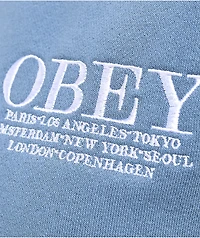 OBEY
PARIS•LOS ANGELES•TOKYO
AMSTERDAM•NEW YORK•SEOUL
LONDON•COPENHAGEN